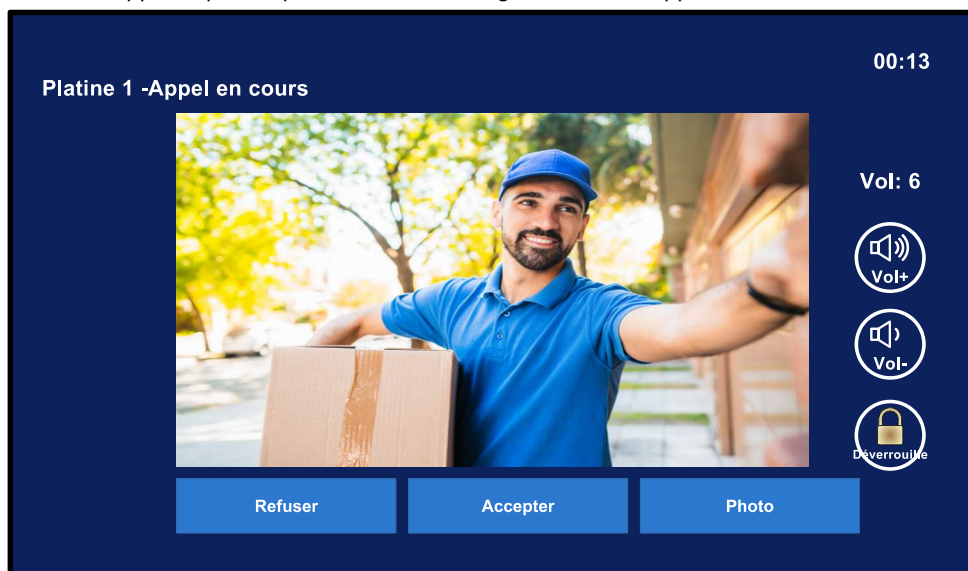 00:13
Platine 1 -Appel en cours
Vol: 6
Vol+
Vol-
Déverrouille
Refuser
Accepter
Photo